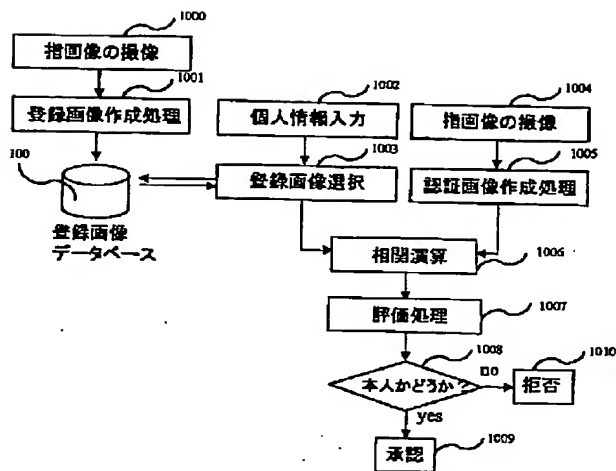 1000
指画像の撮像
1001
登録画像作成処理
100
登録画像
データベース
1002
個人情報入力
1003
登録画像選択
1004
指画像の撮像
1005
認証画像作成処理
相関演算
1006
評価処理
1007
1008
本人かどうか?
no
1010
拒否
yes
承認
1009